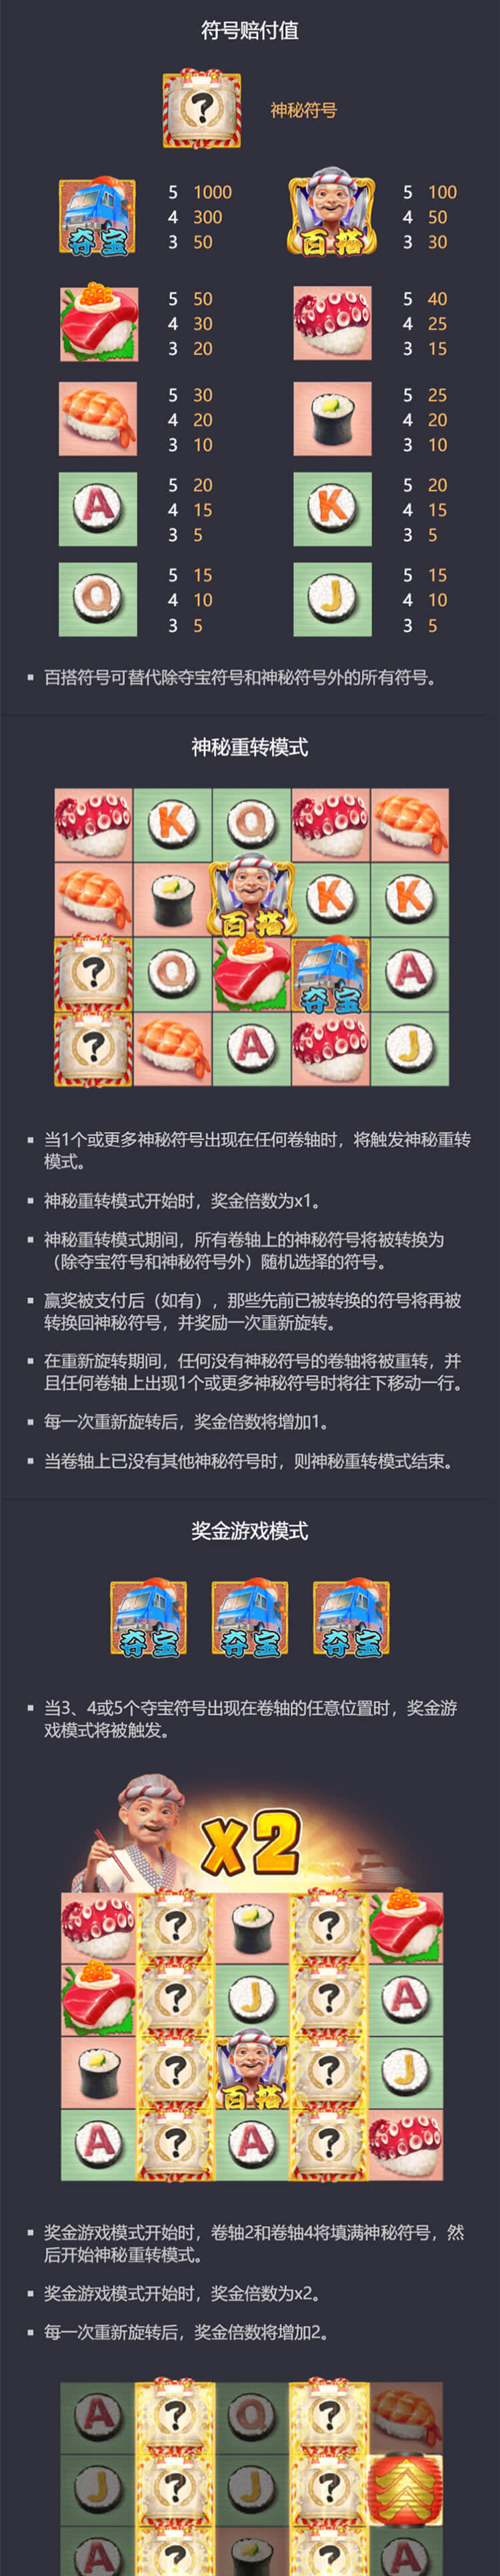 符号赔付值
?
神秘符号
夺宝
5 1000
4 300
3 50
百搭
5 100
4 50
3 30
5 50
4 30
3 20
5 40
4 25
3 15
5 30
4 20
3 10
5 25
4 20
3 10
A
5 20
4 15
3 5
K
5 20
4 15
3 5
Q
5 15
4 10
3 5
J
5 15
4 10
3 5
百搭符号可替代除夺宝符号和神秘符号外的所有符号。
神秘重转模式
K Q
百搭 K K
? Q 夺宝 A
? A J
当1个或更多神秘符号出现在任何卷轴时，将触发神秘重转
模式。
神秘重转模式开始时，奖金倍数为x1。
神秘重转模式期间，所有卷轴上的神秘符号将被转换为
（除夺宝符号和神秘符号外）随机选择的符号。
赢奖被支付后（如有），那些先前已被转换的符号将再被
转换回神秘符号，并奖励一次重新旋转。
在重新旋转期间，任何没有神秘符号的卷轴将被重转，并
且任何卷轴上出现1个或更多神秘符号时将往下移动一行。
每一次重新旋转后，奖金倍数将增加1。
当卷轴上已没有其他神秘符号时，则神秘重转模式结束。
奖金游戏模式
夺宝 夺宝 夺宝
当3、4或5个夺宝符号出现在卷轴的任意位置时，奖金游
戏模式将被触发。
x2
? ?
? J ? A
? 百搭 ? J
A ? A ?
奖金游戏模式开始时，卷轴2和卷轴4将填满神秘符号，然
后开始神秘重转模式。
奖金游戏模式开始时，奖金倍数为x2。
每一次重新旋转后，奖金倍数将增加2。
A ? Q ?
J ? J ?
A ? ? A